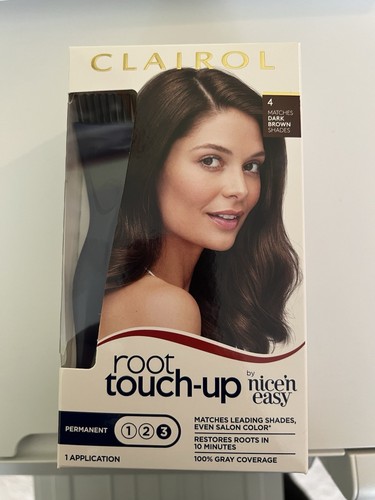 CLAIROL
4
MATCHES
DARK
BROWN
SHADES
root
touch-up
by
nice'n
easy
PERMANENT
1 2 3
1 APPLICATION
MATCHES LEADING SHADES,
EVEN SALON COLOR*
RESTORES ROOTS IN
10 MINUTES
100% GRAY COVERAGE